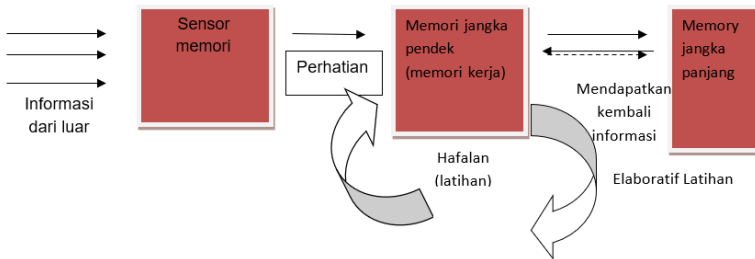 Sensor
memori
Memori jangka
pendek
(memori kerja)
Memory
jangka
panjang
Perhatian
Informasi
dari luar
Mendapatkan
kembali
informasi
Hafalan
(latihan)
Elaboratif Latihan